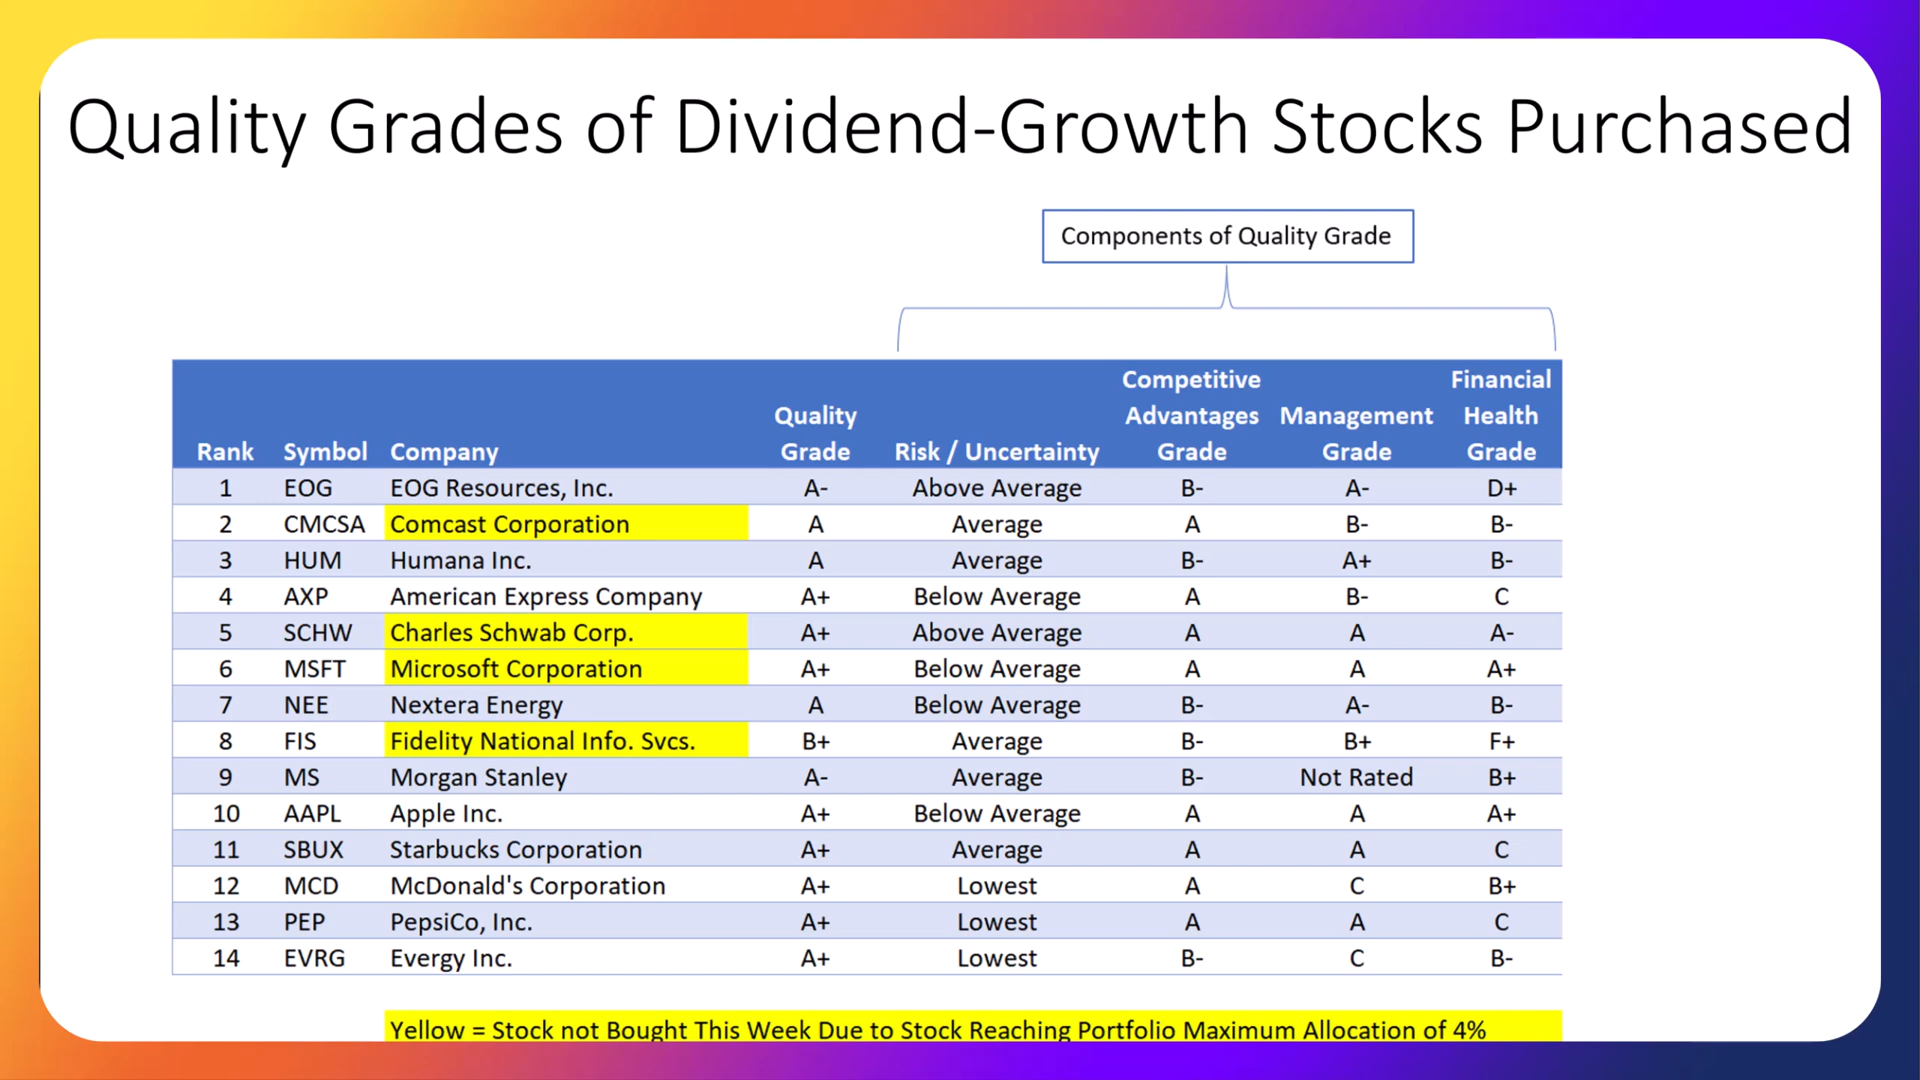 Quality Grades of Dividend-Growth Stocks Purchased
Components of Quality Grade
Rank Symbol Company Quality Grade Risk / Uncertainty Competitive Advantages Grade Management Grade Financial Health Grade
1 EOG EOG Resources, Inc. A- Above Average B- A- D+
2 CMCSA Comcast Corporation A Average A B- B-
3 HUM Humana Inc. A Average B- A+ B-
4 AXP American Express Company A+ Below Average A B- C
5 SCHW Charles Schwab Corp. A+ Above Average A A A-
6 MSFT Microsoft Corporation A+ Below Average A A A+
7 NEE Nextera Energy A Below Average B- A- B-
8 FIS Fidelity National Info. Svcs. B+ Average B- B+ F+
9 MS Morgan Stanley A- Average B- Not Rated B+
10 AAPL Apple Inc. A+ Below Average A A A+
11 SBUX Starbucks Corporation A+ Average A A C
12 MCD McDonald's Corporation A+ Lowest A C B+
13 PEP PepsiCo, Inc. A+ Lowest A A C
14 EVRG Evergy Inc. A+ Lowest B- C B-
Yellow = Stock not Bought This Week Due to Stock Reaching Portfolio Maximum Allocation of 4%